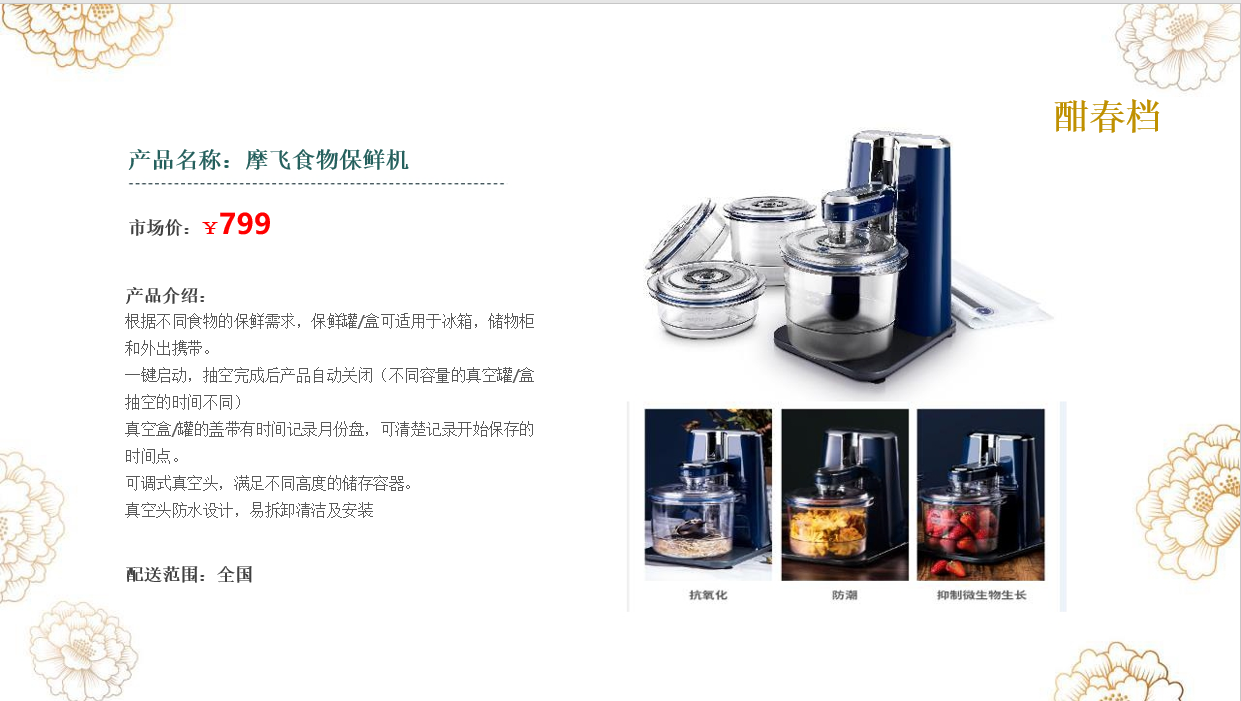 酣春档
产品名称：摩飞食物保鲜机
市场价：¥799
产品介绍：
根据不同食物的保鲜需求，保鲜罐/盒可适用于冰箱，储物柜
和外出携带。
一键启动，抽空完成后产品自动关闭（不同容量的真空罐/盒
抽空的时间不同）
真空盒/罐的盖带有时间记录月份盘，可清楚记录开始保存的
时间点。
可调式真空头，满足不同高度的储存容器。
真空头防水设计，易拆卸清洁及安装
配送范围：全国
抗氧化
防潮
抑制微生物生长